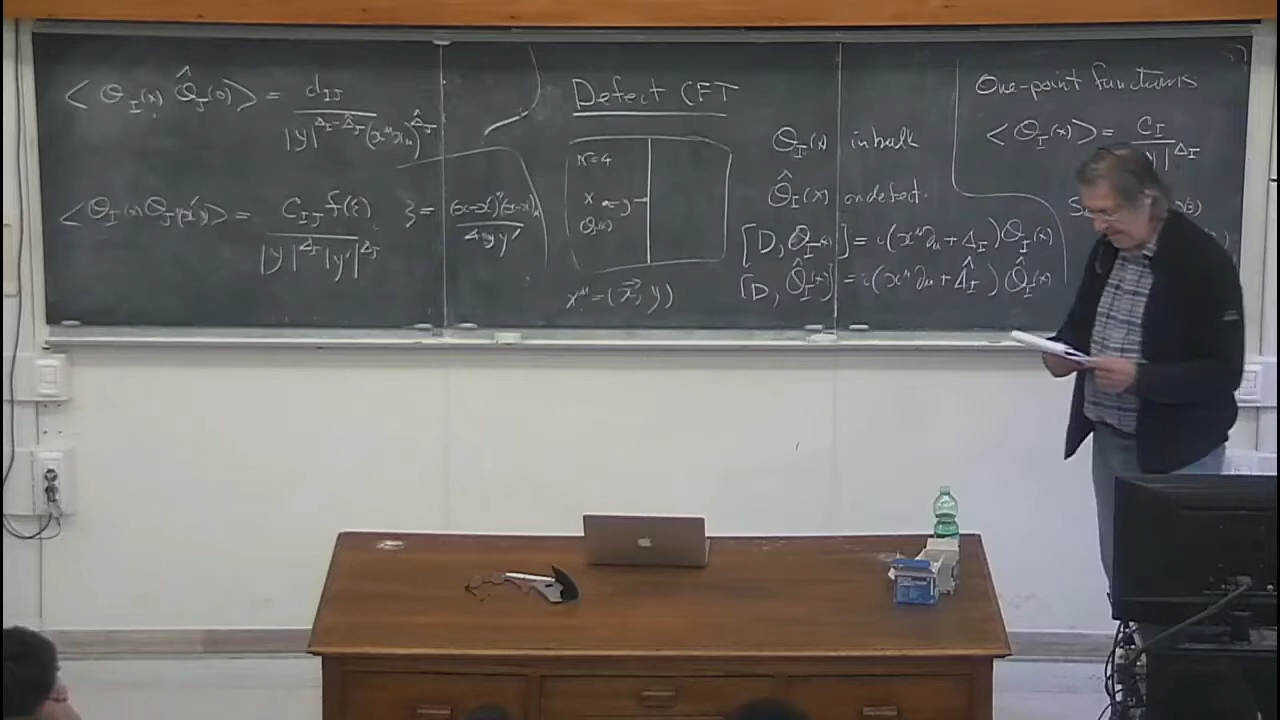 < O_I(x) Ô_J(0) > = d_IJ / |y|^{Δ_I-Δ̂_J} (x^μ x_μ)^{Δ̂_J}
< O_I(x) O_J(x',y') > = C_IJ f(ξ) / |y|^{Δ_I} |y'|^{Δ_J}
ξ = (x-x')^μ (x-x')_μ / 4yy'
Defect CFT
N=4
x
y
x^μ = (x⃗, y)
O_I(x) in bulk
Ô_I(x) on defect.
[D, O_I(x)] = i(x^μ ∂_μ + Δ_I) O_I(x)
[D, Ô_I(x)] = i(x^μ ∂_μ + Δ̂_I) Ô_I(x)
One-point functions
< O_I(x) > = C_I / |y|^{Δ_I}